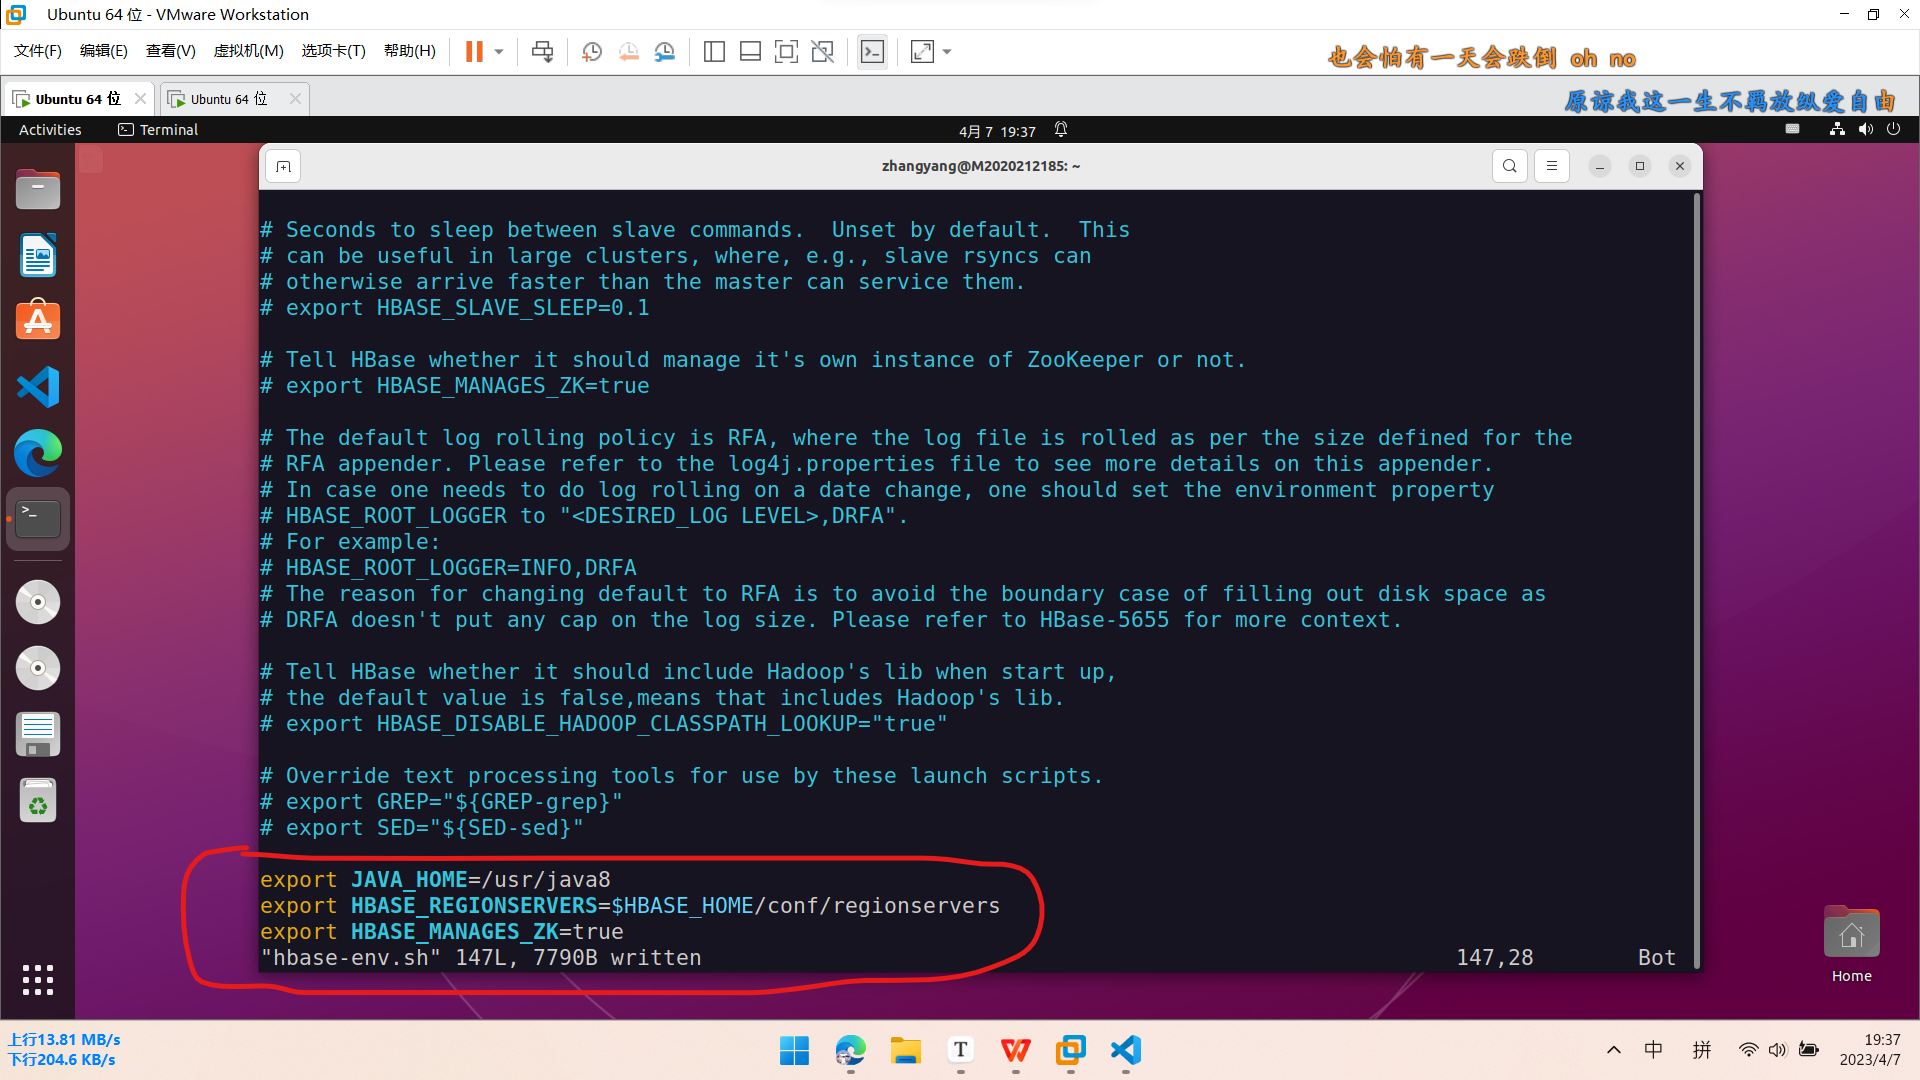 Ubuntu 64 位 - VMware Workstation
文件(F) 编辑(E) 查看(V) 虚拟机(M) 选项卡(T) 帮助(H)
也会怕有一天会跌倒 oh no
原谅我这一生不羁放纵爱自由
Ubuntu 64 位
Ubuntu 64 位
Activities Terminal 4月 7 19:37
zhangyang@M2020212185: ~
# Seconds to sleep between slave commands.  Unset by default.  This
# can be useful in large clusters, where, e.g., slave rsyncs can
# otherwise arrive faster than the master can service them.
# export HBASE_SLAVE_SLEEP=0.1
# Tell HBase whether it should manage it's own instance of ZooKeeper or not.
# export HBASE_MANAGES_ZK=true
# The default log rolling policy is RFA, where the log file is rolled as per the size defined for the
# RFA appender. Please refer to the log4j.properties file to see more details on this appender.
# In case one needs to do log rolling on a date change, one should set the environment property
# HBASE_ROOT_LOGGER to "<DESIRED_LOG LEVEL>,DRFA".
# For example:
# HBASE_ROOT_LOGGER=INFO,DRFA
# The reason for changing default to RFA is to avoid the boundary case of filling out disk space as
# DRFA doesn't put any cap on the log size. Please refer to HBase-5655 for more context.
# Tell HBase whether it should include Hadoop's lib when start up,
# the default value is false,means that includes Hadoop's lib.
# export HBASE_DISABLE_HADOOP_CLASSPATH_LOOKUP="true"
# Override text processing tools for use by these launch scripts.
# export GREP="${GREP-grep}"
# export SED="${SED-sed}"
export JAVA_HOME=/usr/java8
export HBASE_REGIONSERVERS=$HBASE_HOME/conf/regionservers
export HBASE_MANAGES_ZK=true
"hbase-env.sh" 147L, 7790B written 147,28 Bot
Home
上行13.81 MB/s
下行204.6 KB/s
中 拼
19:37
2023/4/7